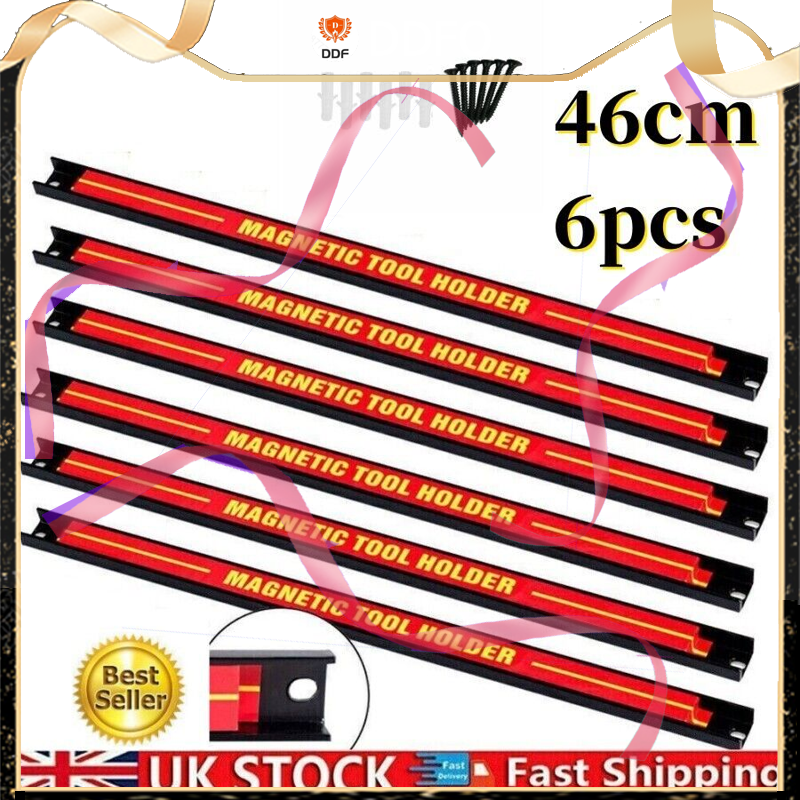 DDF
46cm
6pcs
MAGNETIC TOOL HOLDER
MAGNETIC TOOL HOLDER
MAGNETIC TOOL HOLDER
MAGNETIC TOOL HOLDER
MAGNETIC TOOL HOLDER
MAGNETIC TOOL HOLDER
Best
Seller
UK STOCK
Fast
Delivery
Fast Shipping